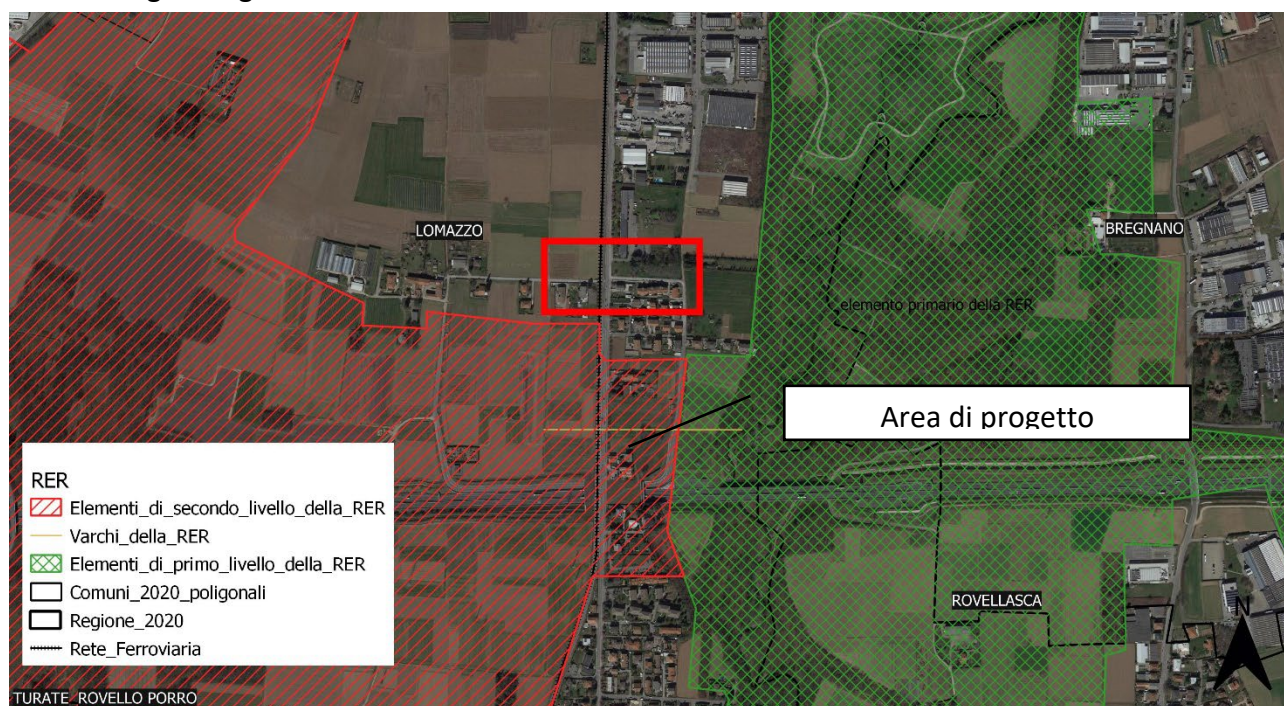 LOMAZZO
BREGNANO
elemento primario della RER
Area di progetto
RER
Elementi_di_secondo_livello_della_RER
Varchi_della_RER
Elementi_di_primo_livello_della_RER
Comuni_2020_poligonali
Regione_2020
Rete_Ferroviaria
ROVELLASCA
N
TURATE ROVELLO PORRO